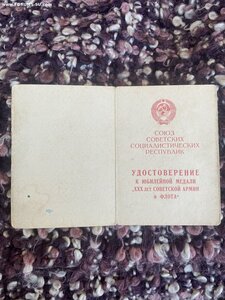 СОЮЗ
СОВЕТСКИХ
СОЦИАЛИСТИЧЕСКИХ
РЕСПУБЛИК
УДОСТОВЕРЕНИЕ
К ЮБИЛЕЙНОЙ МЕДАЛИ
„XXX ЛЕТ СОВЕТСКОЙ АРМИИ
и ФЛОТА“